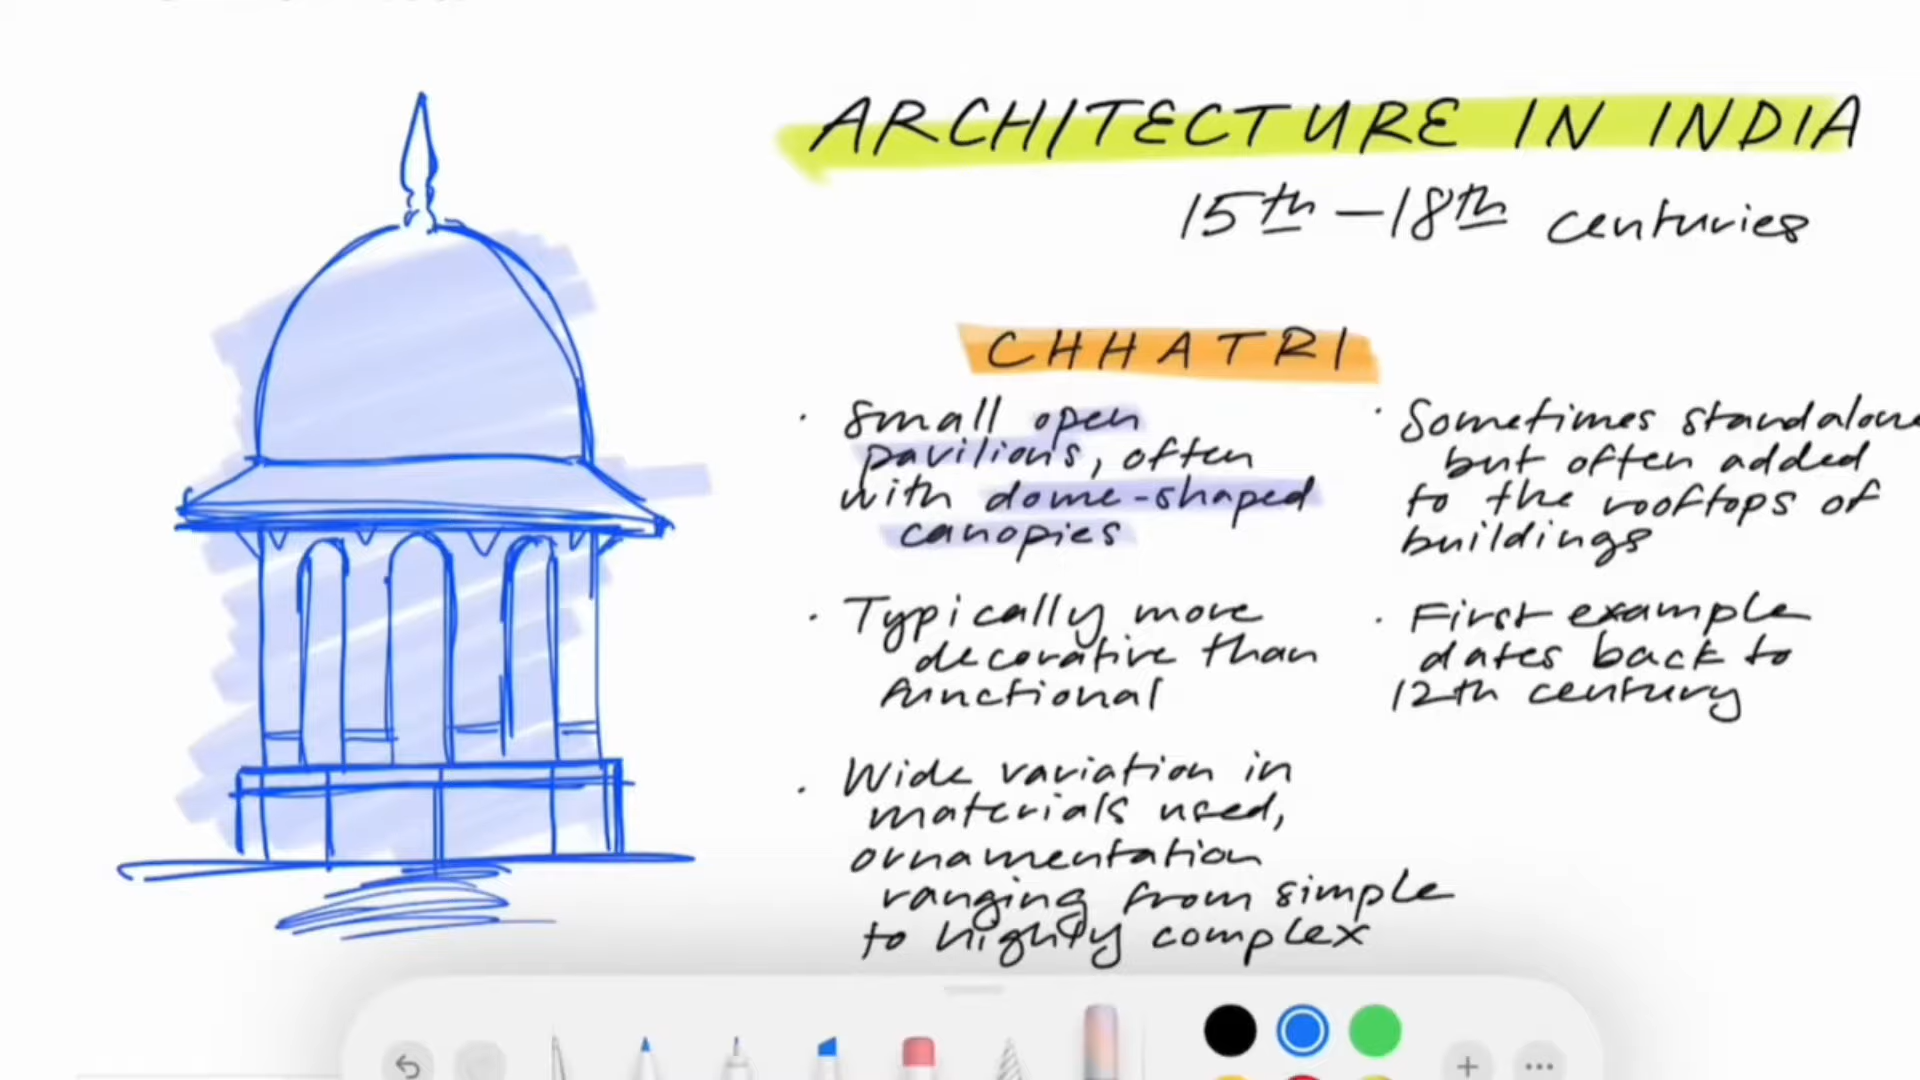 ARCHITECTURE IN INDIA
15th-18th centuries
CHHATRI
· Small open
pavilions, often
with dome-shaped
canopies
· Typically more
decorative than
functional
· Wide variation in
materials used,
ornamentation
ranging from simple
to highly complex
· Sometimes standalone
but often added
to the rooftops of
buildings
· First example
dates back to
12th century